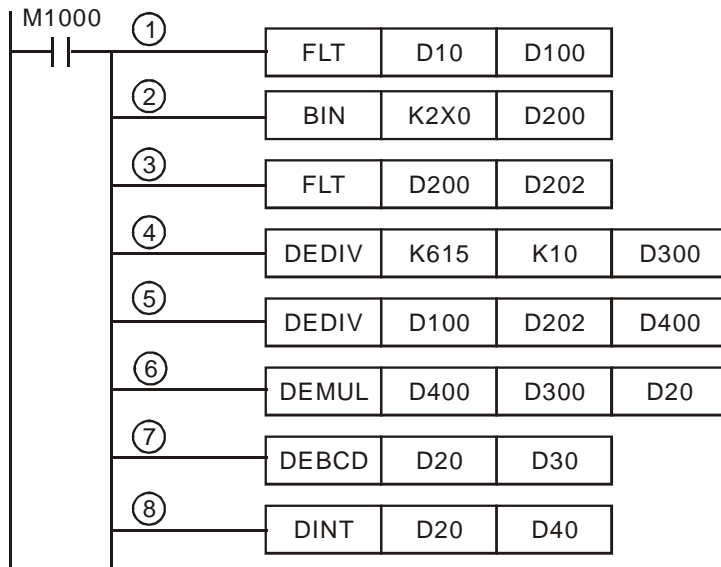 M1000
1 FLT D10 D100
2 BIN K2X0 D200
3 FLT D200 D202
4 DEDIV K615 K10 D300
5 DEDIV D100 D202 D400
6 DEMUL D400 D300 D20
7 DEBCD D20 D30
8 DINT D20 D40